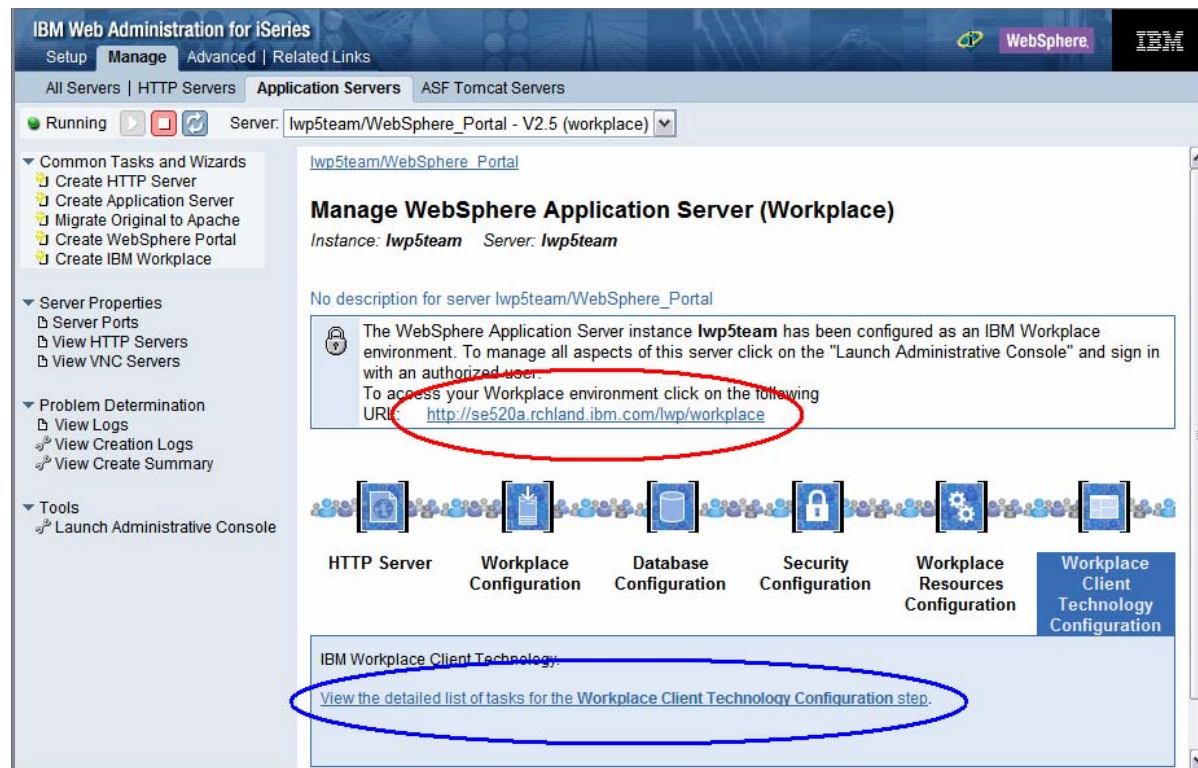 IBM Web Administration for iSeries
Setup Manage Advanced | Related Links
WebSphere.
IBM
All Servers | HTTP Servers Application Servers ASF Tomcat Servers
Running Server: lwp5team/WebSphere_Portal - V2.5 (workplace)
Common Tasks and Wizards
Create HTTP Server
Create Application Server
Migrate Original to Apache
Create WebSphere Portal
Create IBM Workplace
Server Properties
Server Ports
View HTTP Servers
View VNC Servers
Problem Determination
View Logs
View Creation Logs
View Create Summary
Tools
Launch Administrative Console
lwp5team/WebSphere_Portal
Manage WebSphere Application Server (Workplace)
Instance: lwp5team Server: lwp5team
No description for server lwp5team/WebSphere_Portal
The WebSphere Application Server instance lwp5team has been configured as an IBM Workplace
environment. To manage all aspects of this server click on the "Launch Administrative Console" and sign in
with an authorized user.
To access your Workplace environment click on the following
URL: http://se520a.rchland.ibm.com/lwp/workplace
HTTP Server
Workplace
Configuration
Database
Configuration
Security
Configuration
Workplace
Resources
Configuration
Workplace
Client
Technology
Configuration
IBM Workplace Client Technology.
View the detailed list of tasks for the Workplace Client Technology Configuration step.